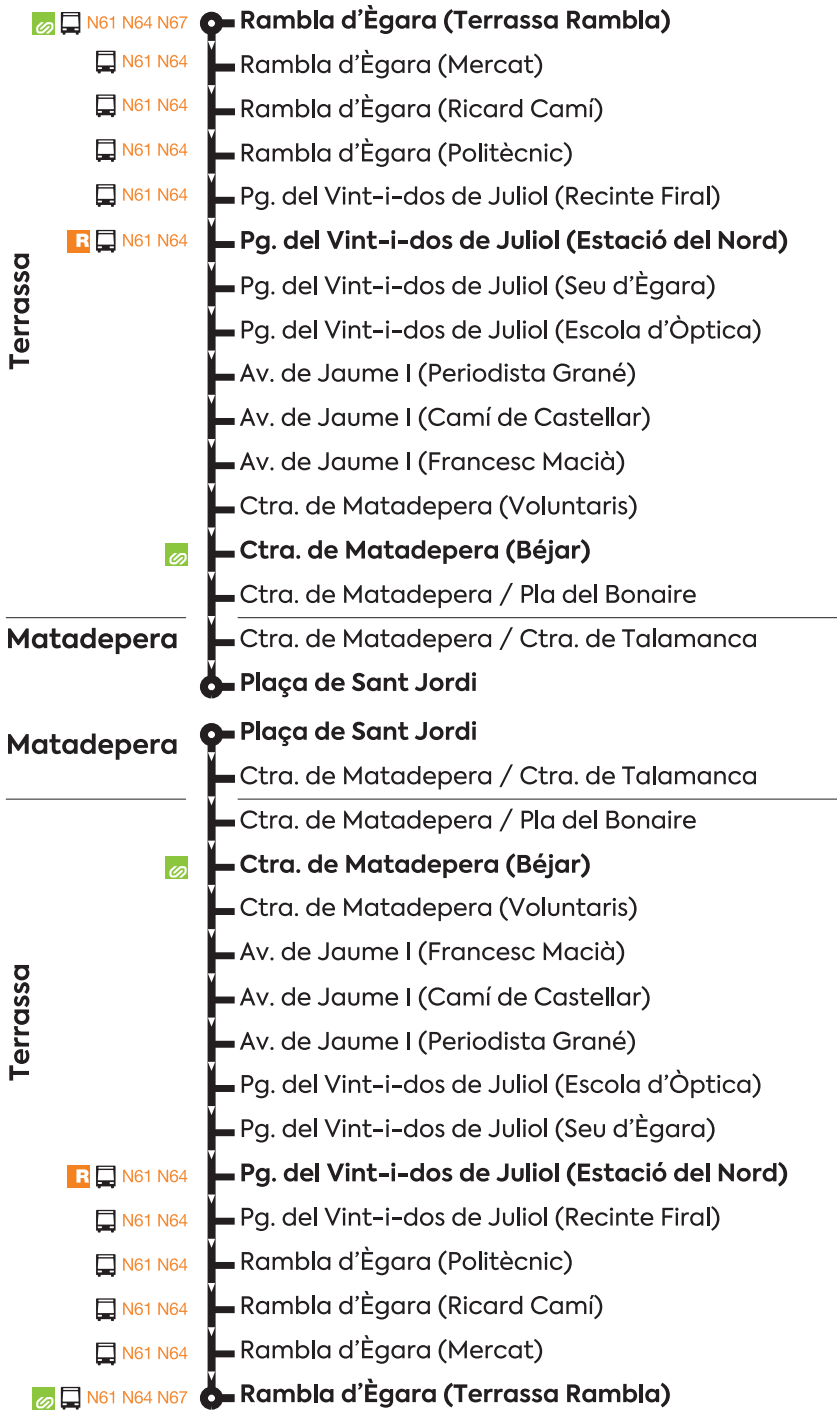 N61 N64 N67 Rambla d'Ègara (Terrassa Rambla)
N61 N64 Rambla d'Ègara (Mercat)
N61 N64 Rambla d'Ègara (Ricard Camí)
N61 N64 Rambla d'Ègara (Politècnic)
N61 N64 Pg. del Vint-i-dos de Juliol (Recinte Firal)
R N61 N64 Pg. del Vint-i-dos de Juliol (Estació del Nord)
Terrassa
Pg. del Vint-i-dos de Juliol (Seu d'Ègara)
Pg. del Vint-i-dos de Juliol (Escola d'Òptica)
Av. de Jaume I (Periodista Grané)
Av. de Jaume I (Camí de Castellar)
Av. de Jaume I (Francesc Macià)
Ctra. de Matadepera (Voluntaris)
Ctra. de Matadepera (Béjar)
Ctra. de Matadepera / Pla del Bonaire
Matadepera Ctra. de Matadepera / Ctra. de Talamanca
Plaça de Sant Jordi
Plaça de Sant Jordi
Matadepera
Ctra. de Matadepera / Ctra. de Talamanca
Ctra. de Matadepera / Pla del Bonaire
Ctra. de Matadepera (Béjar)
Ctra. de Matadepera (Voluntaris)
Av. de Jaume I (Francesc Macià)
Av. de Jaume I (Camí de Castellar)
Terrassa
Av. de Jaume I (Periodista Grané)
Pg. del Vint-i-dos de Juliol (Escola d'Òptica)
Pg. del Vint-i-dos de Juliol (Seu d'Ègara)
R N61 N64 Pg. del Vint-i-dos de Juliol (Estació del Nord)
N61 N64 Pg. del Vint-i-dos de Juliol (Recinte Firal)
N61 N64 Rambla d'Ègara (Politècnic)
N61 N64 Rambla d'Ègara (Ricard Camí)
N61 N64 Rambla d'Ègara (Mercat)
N61 N64 N67 Rambla d'Ègara (Terrassa Rambla)